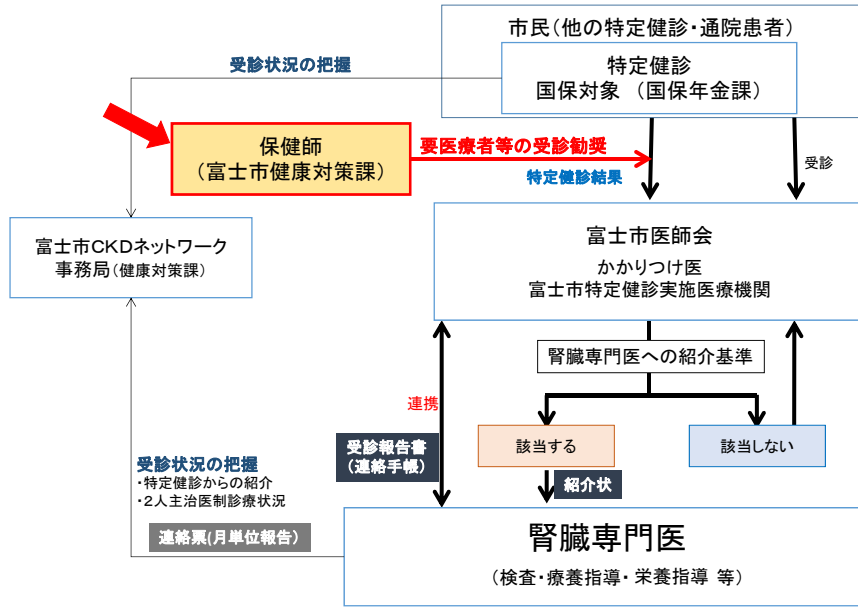 市民(他の特定健診・通院患者)
特定健診
国保対象 (国保年金課)
受診状況の把握
保健師
(富士市健康対策課)
要医療者等の受診勧奨
特定健診結果
受診
富士市CKDネットワーク
事務局(健康対策課)
富士市医師会
かかりつけ医
富士市特定健診実施医療機関
腎臓専門医への紹介基準
連携
受診報告書
(連絡手帳)
該当する
該当しない
紹介状
受診状況の把握
・特定健診からの紹介
・2人主治医制診療状況
連絡票(月単位報告)
腎臓専門医
(検査・療養指導・栄養指導 等)